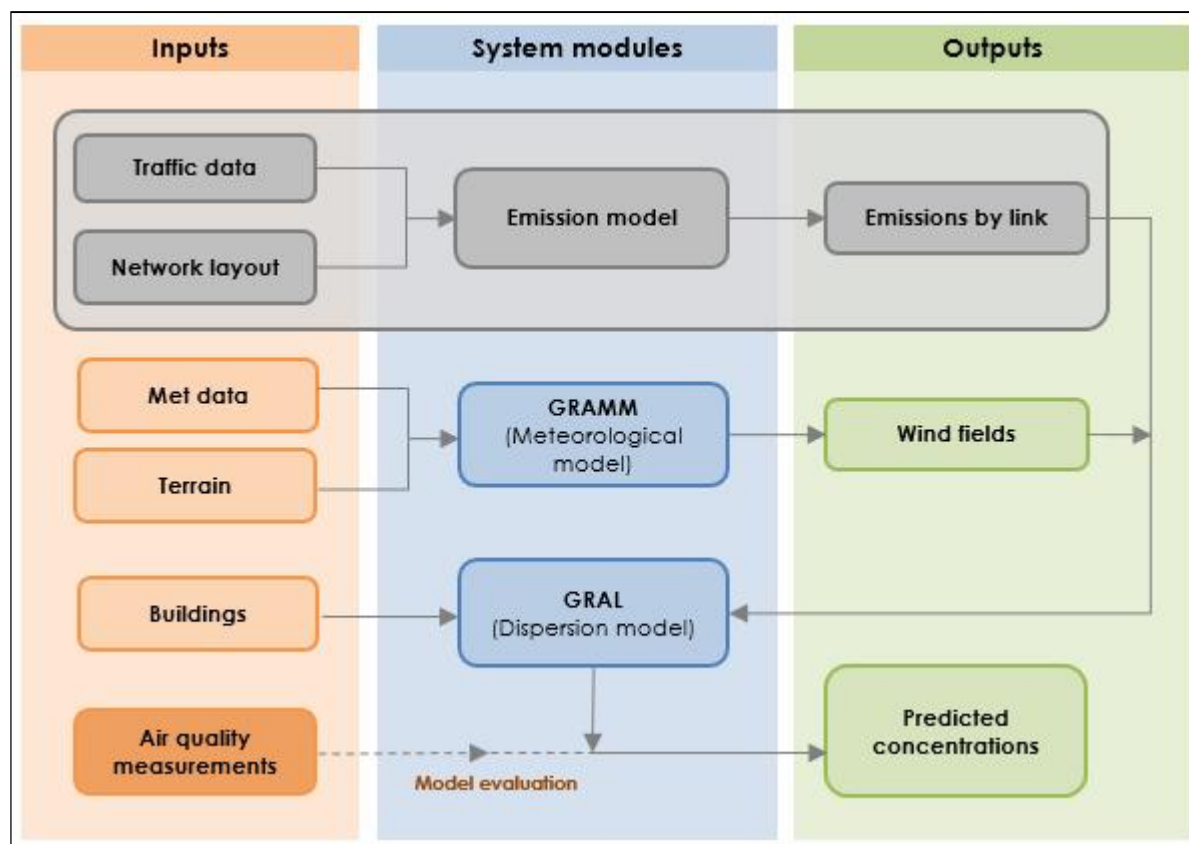 Inputs
System modules
Outputs
Traffic data
Network layout
Emission model
Emissions by link
Met data
Terrain
GRAMM
(Meteorological
model)
Wind fields
Buildings
GRAL
(Dispersion model)
Air quality
measurements
Model evaluation
Predicted
concentrations